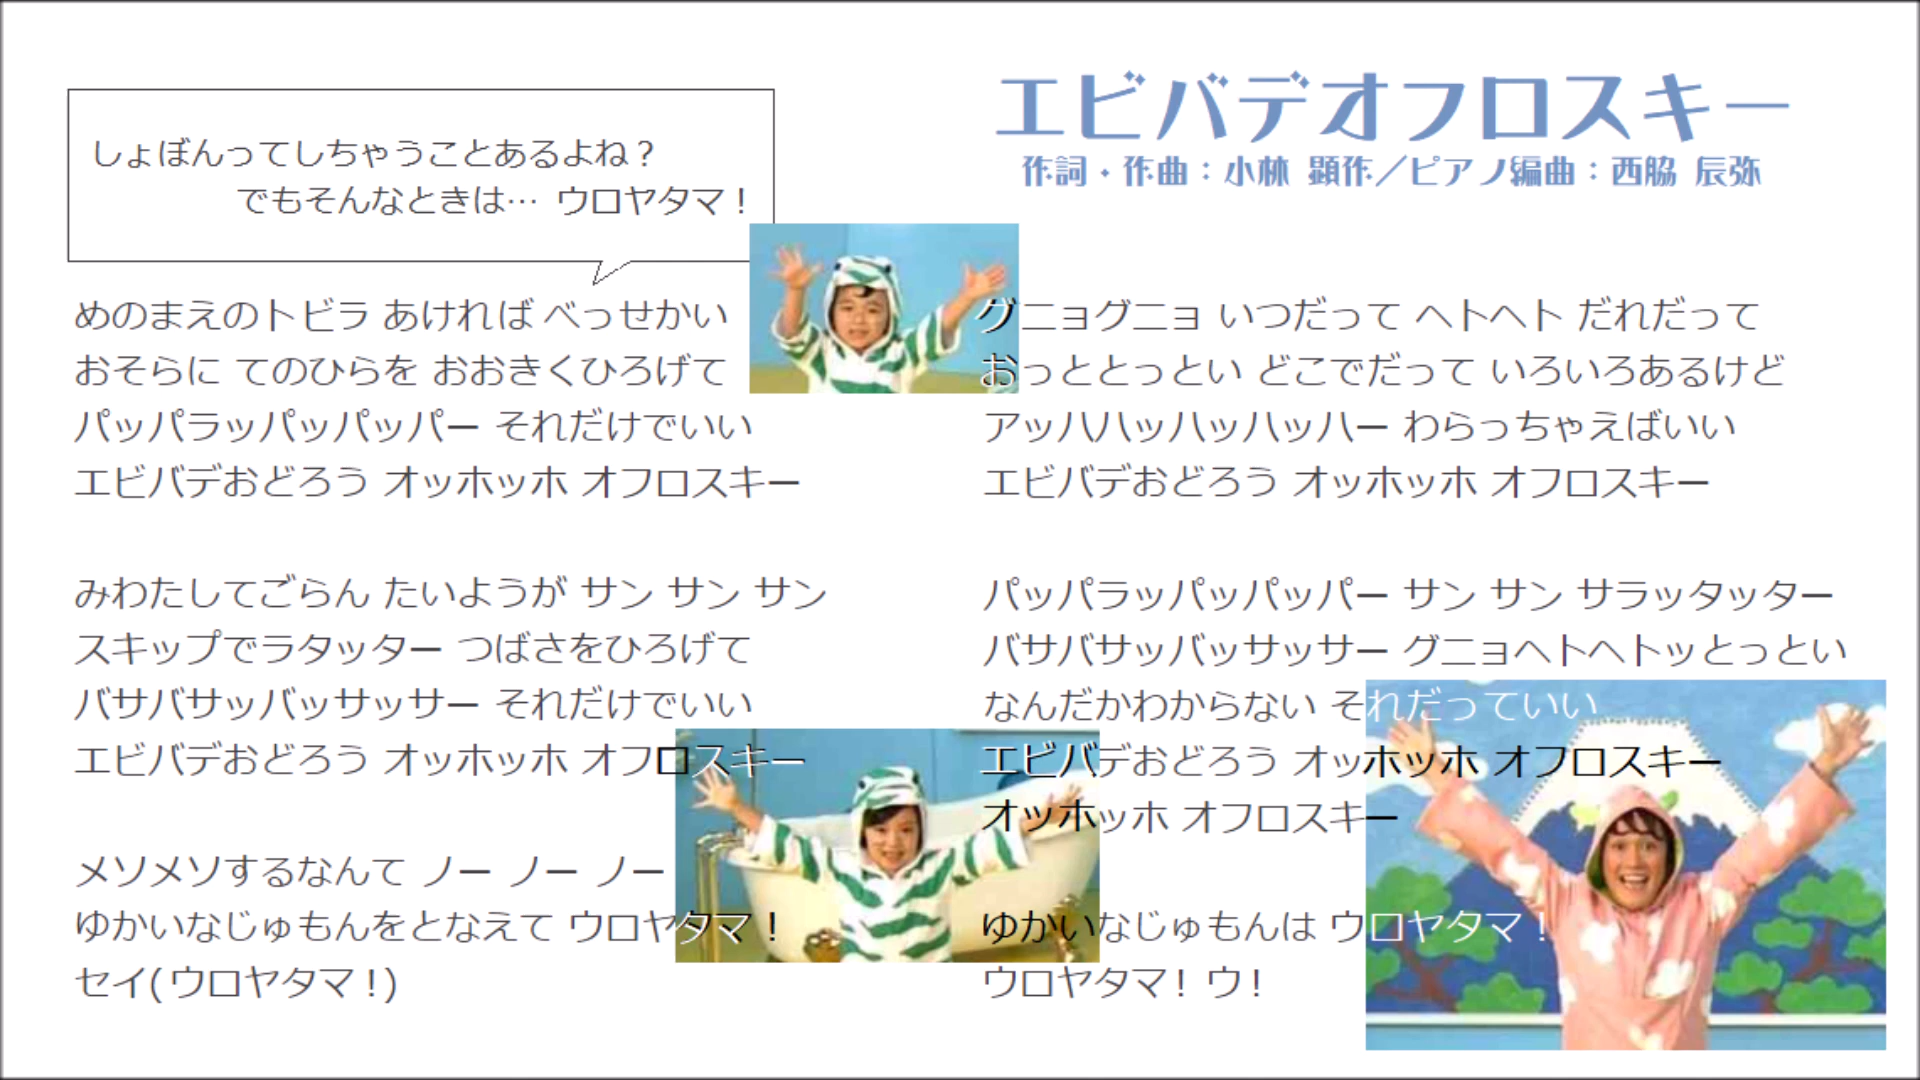 エビバデオフロスキー
作詞・作曲：小林 顕作／ピアノ編曲：西脇 辰弥
しょぼんってしちゃうことあるよね？
でもそんなときは… ウロヤタマ！
めのまえのトビラ あければ べっせかい
おそらに てのひらを おおきくひろげて
パッパラッパッパッパー それだけでいい
エビバデおどろう オッホッホ オフロスキー
みわたしてごらん たいようが サン サン サン
スキップでラタッター つばさをひろげて
バサバサッバッサッサー それだけでいい
エビバデおどろう オッホッホ オフロスキー
メソメソするなんて ノー ノー ノー
ゆかいなじゅもんをとなえて ウロヤタマ！
セイ(ウロヤタマ！)
グニョグニョ いつだって ヘトヘト だれだって
おっととっとい どこでだって いろいろあるけど
アッハハッハッハッハー わらっちゃえばいい
エビバデおどろう オッホッホ オフロスキー
パッパラッパッパッパー サン サン サラッタッター
バサバサッバッサッサー グニョヘトヘトッとっとい
なんだかわからない それだっていい
エビバデおどろう オッホッホ オフロスキー
オッホッホ オフロスキー
ゆかいなじゅもんは ウロヤタマ！
ウロヤタマ！ウ！